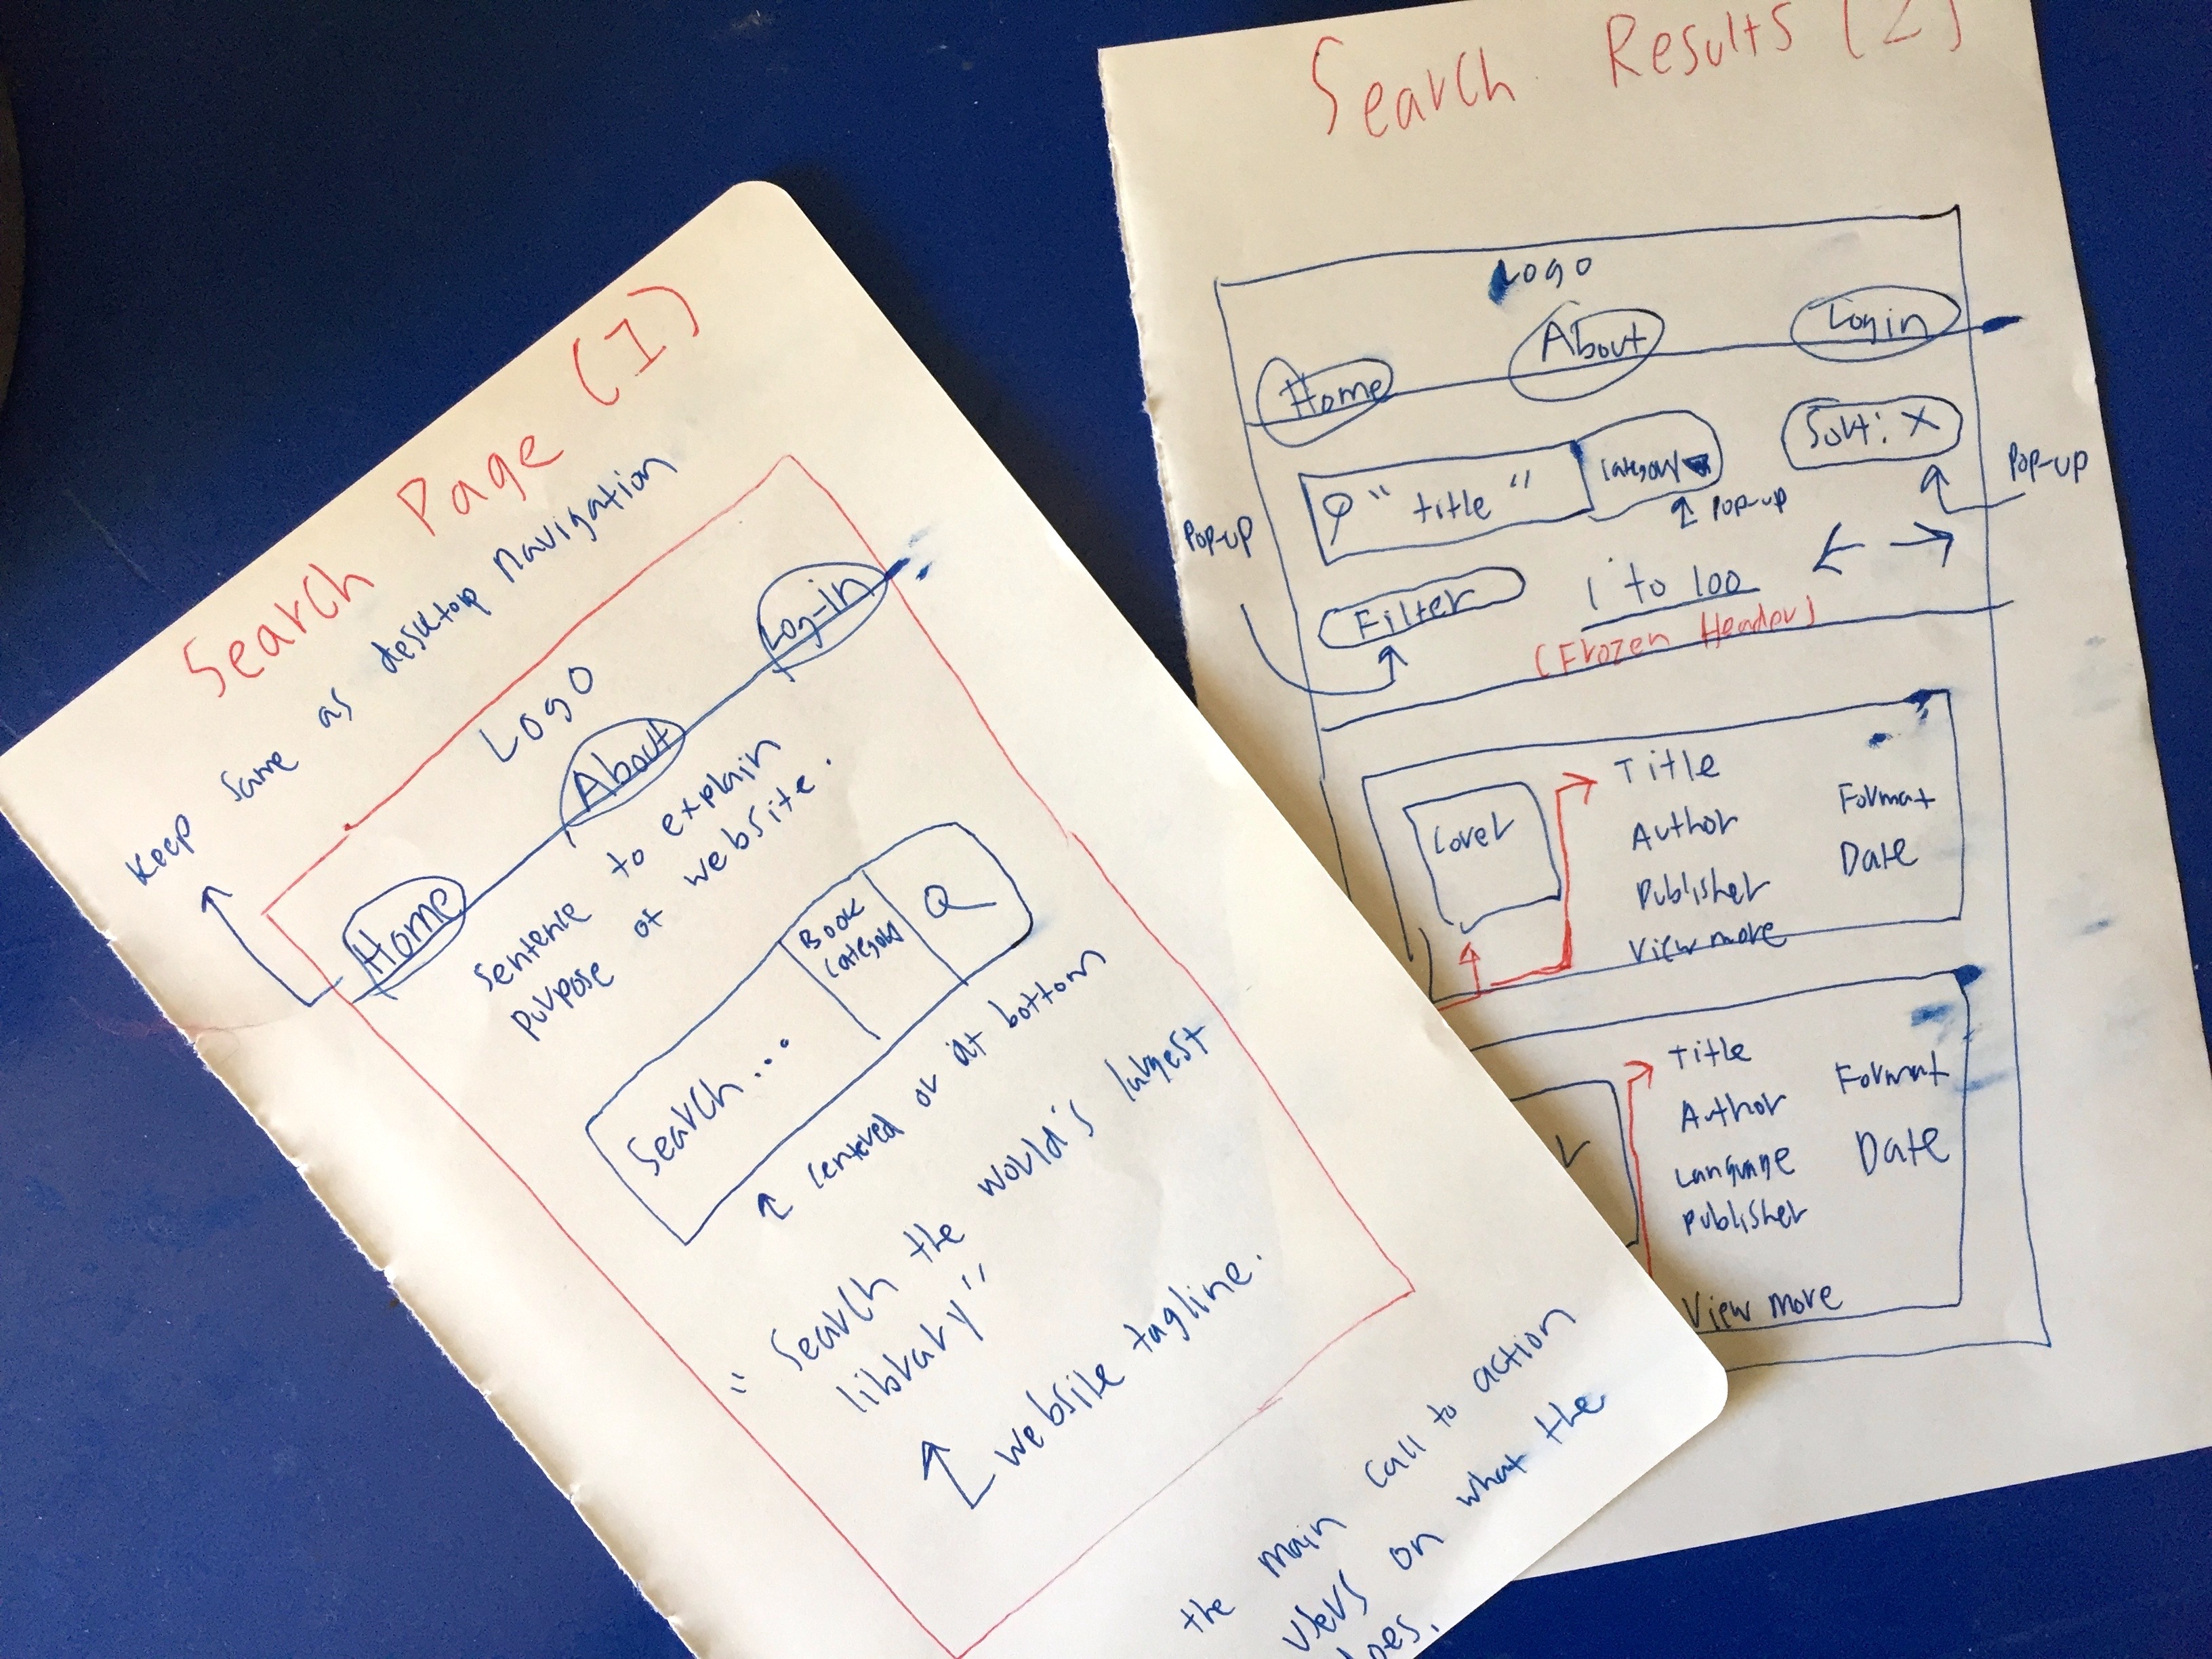 Search Page (1)
Keep same as desktop navigation
Logo
Home About Log-in
Sentence to explain
purpose of website.
Search... Book Category
centered or at bottom
"Search the world's largest
library"
website tagline.
the main call to action
users on what the
does.
Search Results (2)
Logo
Home About Login
"title" Category Sort: X
Pop-up
Pop-up
Pop-up
Filter 1 to 100
(Frozen Header)
Cover
Title
Author
Publisher
View more
Format
Date
Title
Author
Language
Publisher
View more
Format
Date